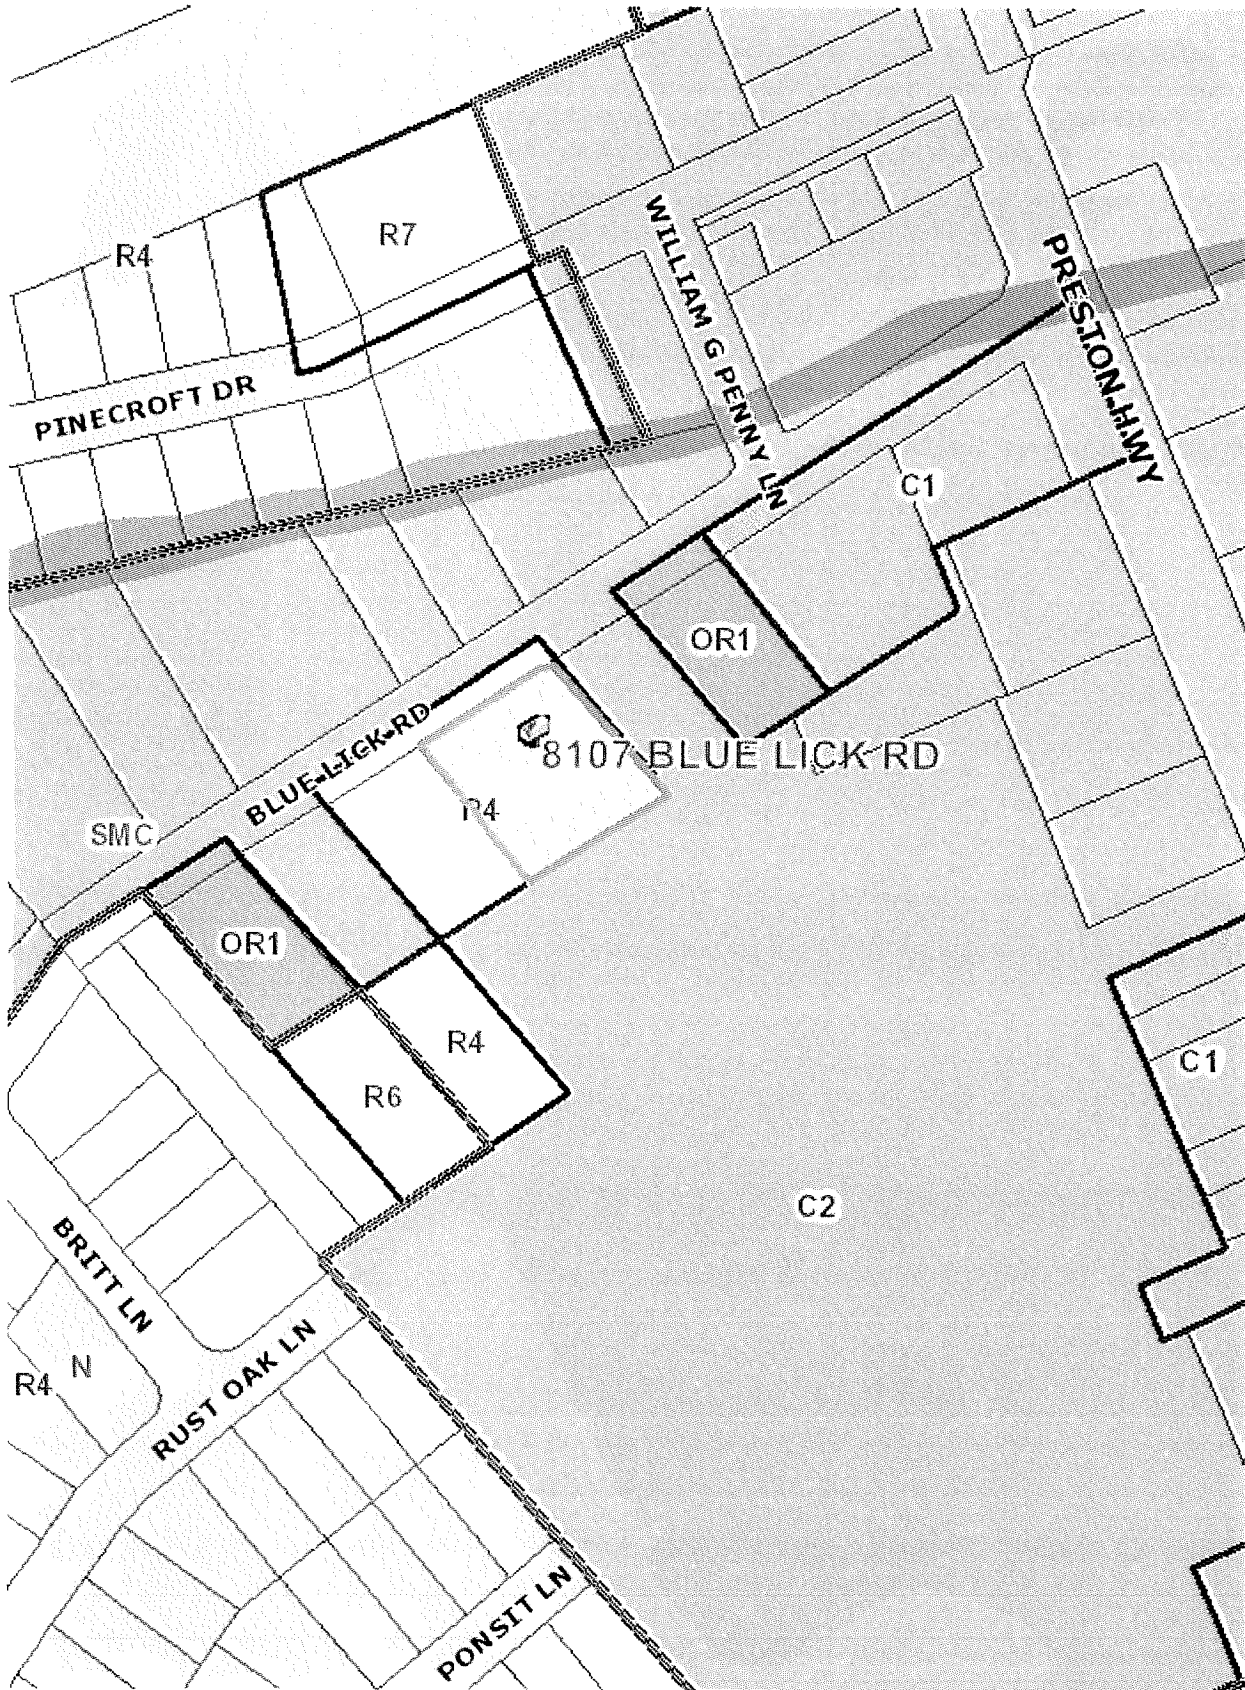 R7
R4
WILLIAM G PENNY LN
PRESTON HWY
PINECROFT DR
C1
OR1
BLUE LICK RD
8107 BLUE LICK RD
R4
SMC
OR1
R4
C1
R6
C2
BRITT LN
RUST OAK LN
N
R4
PONSIT LN